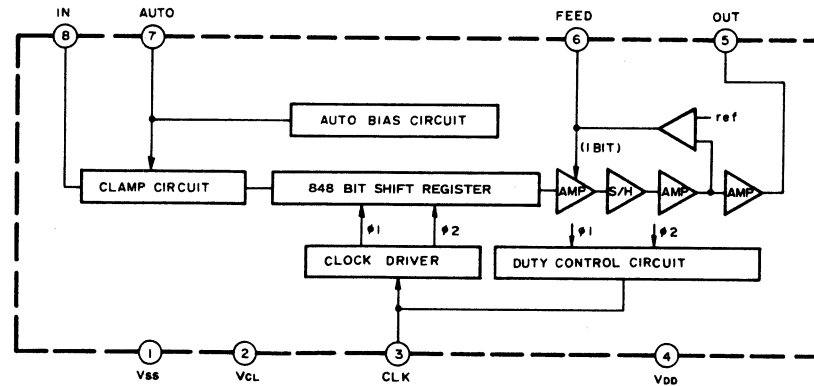 IN AUTO FEED OUT
8 7 6 5
AUTO BIAS CIRCUIT
ref
(1 BIT)
CLAMP CIRCUIT
848 BIT SHIFT REGISTER
AMP S/H AMP AMP
φ1 φ2 φ1 φ2
CLOCK DRIVER
DUTY CONTROL CIRCUIT
1 2 3 4
VSS VCL CLK VDD